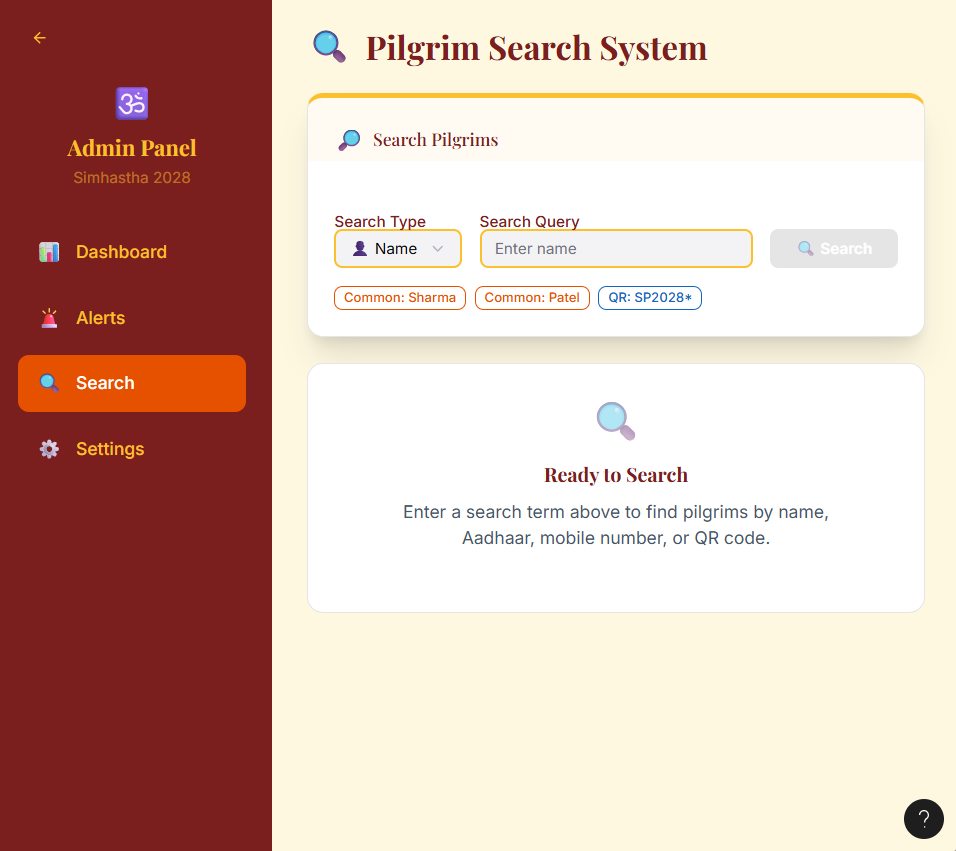 ←
🕉
Admin Panel
Simhastha 2028
Dashboard
Alerts
Search
Settings
Pilgrim Search System
Search Pilgrims
Search Type
Search Query
Name
Enter name
Search
Common: Sharma
Common: Patel
QR: SP2028*
Ready to Search
Enter a search term above to find pilgrims by name,
Aadhaar, mobile number, or QR code.
?